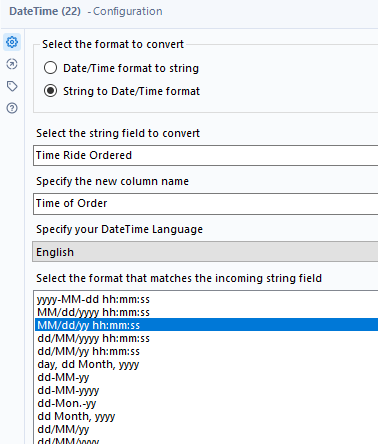 DateTime (22) - Configuration
Select the format to convert
Date/Time format to string
String to Date/Time format
Select the string field to convert
Time Ride Ordered
Specify the new column name
Time of Order
Specify your DateTime Language
English
Select the format that matches the incoming string field
yyyy-MM-dd hh:mm:ss
MM/dd/yyyy hh:mm:ss
MM/dd/yy hh:mm:ss
dd/MM/yyyy hh:mm:ss
dd/MM/yy hh:mm:ss
day, dd Month, yyyy
dd-MM-yy
dd-MM-yyyy
dd-Mon.-yy
dd Month, yyyy
dd/MM/yy
dd/MM/yyyy